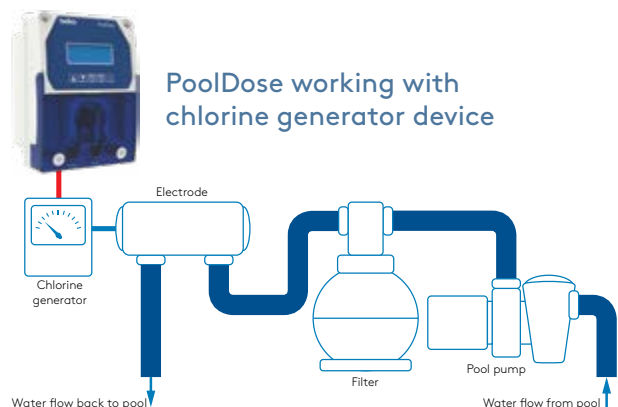 PoolDose working with
chlorine generator device
Electrode
Chlorine
generator
Filter
Pool pump
Water flow back to pool
Water flow from pool